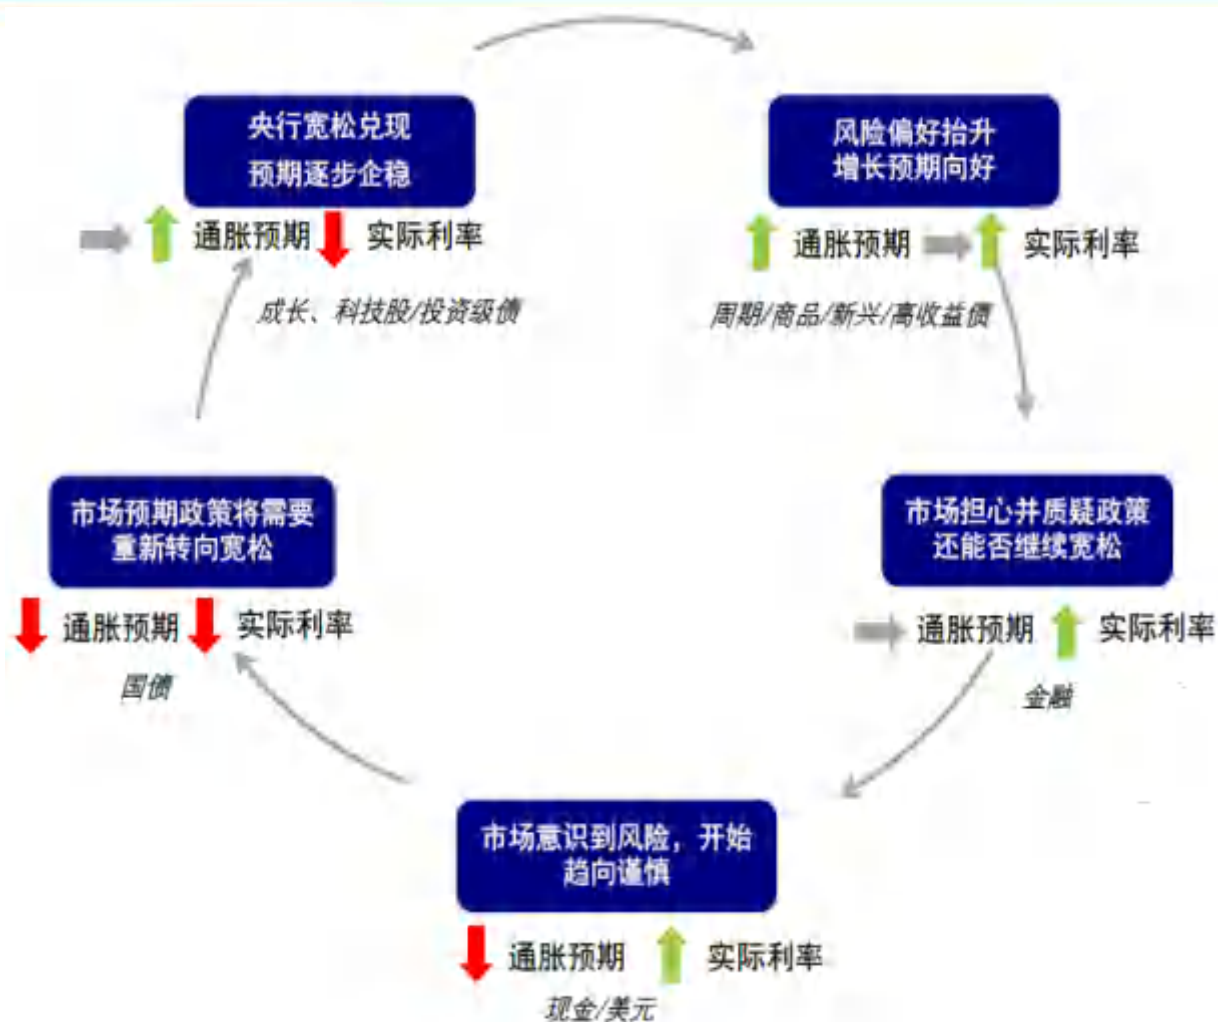 央行宽松兑现
预期逐步企稳
通胀预期 实际利率
成长、科技股/投资级债
风险偏好抬升
增长预期向好
通胀预期 实际利率
周期/商品/新兴/高收益债
市场担心并质疑政策
还能否继续宽松
通胀预期 实际利率
金融
市场意识到风险，开始
趋向谨慎
通胀预期 实际利率
现金/美元
市场预期政策将需要
重新转向宽松
通胀预期 实际利率
国债